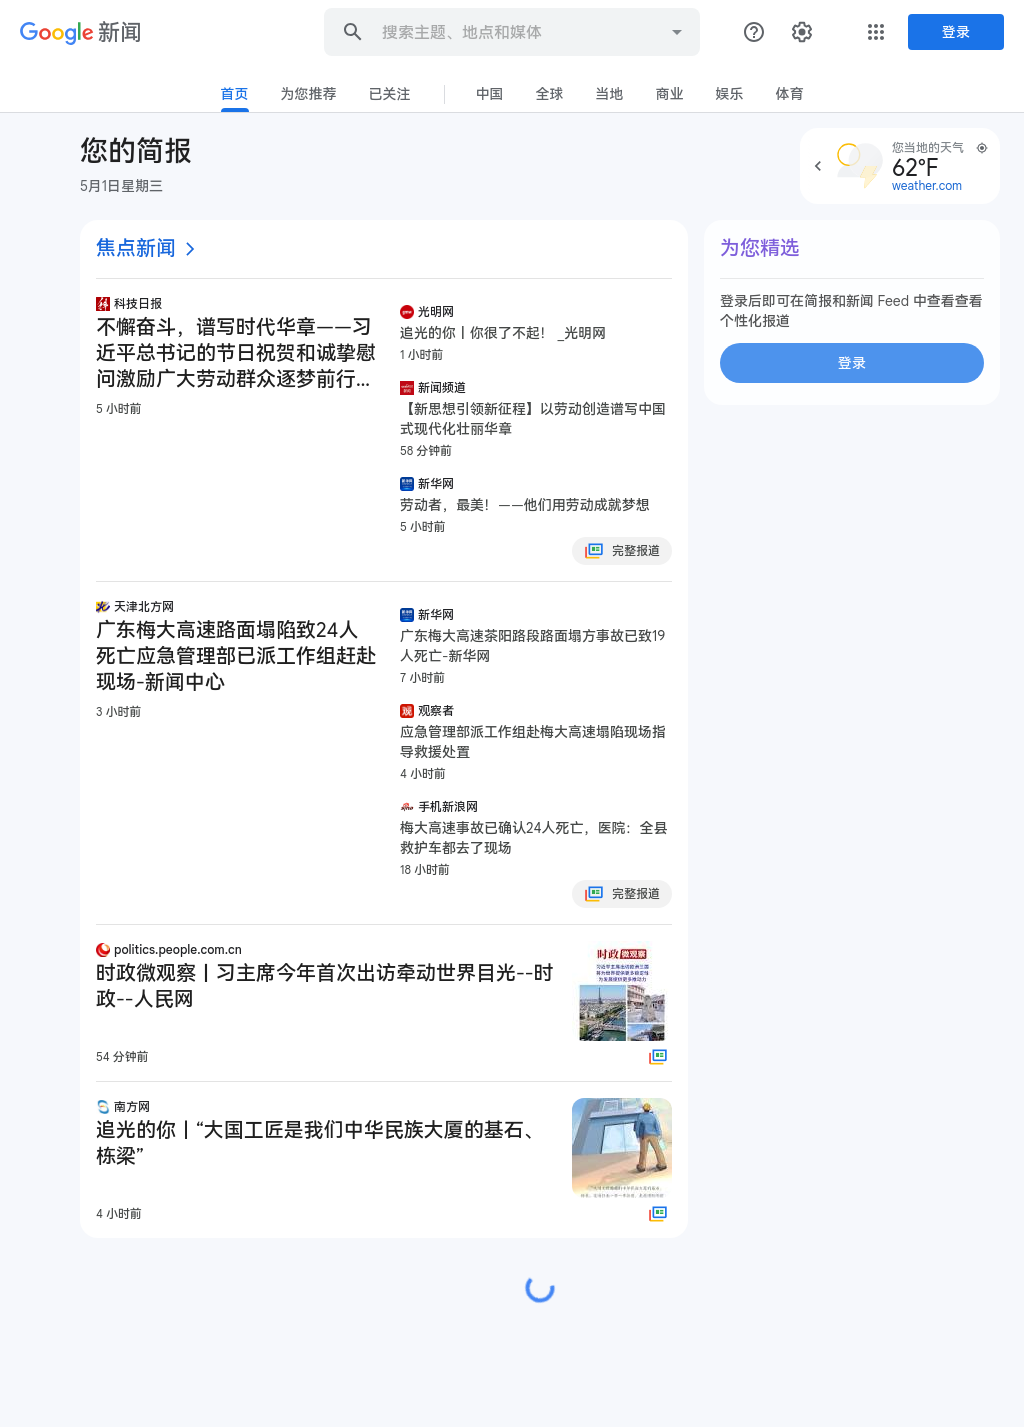 Google 新闻
搜索主题、地点和媒体
登录
首页
为您推荐
已关注
中国
全球
当地
商业
娱乐
体育
您的简报
5月1日星期三
您当地的天气
62°F
weather.com
焦点新闻
科技日报
不懈奋斗，谱写时代华章——习
近平总书记的节日祝贺和诚挚慰
问激励广大劳动群众逐梦前行...
5 小时前
光明网
追光的你丨你很了不起！ _光明网
1 小时前
新闻频道
【新思想引领新征程】以劳动创造谱写中国
式现代化壮丽华章
58 分钟前
新华网
劳动者，最美！——他们用劳动成就梦想
5 小时前
完整报道
天津北方网
广东梅大高速路面塌陷致24人
死亡应急管理部已派工作组赶赴
现场-新闻中心
3 小时前
新华网
广东梅大高速茶阳路段路面塌方事故已致19
人死亡-新华网
7 小时前
观察者
应急管理部派工作组赴梅大高速塌陷现场指
导救援处置
4 小时前
手机新浪网
梅大高速事故已确认24人死亡，医院：全县
救护车都去了现场
18 小时前
完整报道
politics.people.com.cn
时政微观察丨习主席今年首次出访牵动世界目光--时
政--人民网
54 分钟前
时政微观察
南方网
追光的你丨“大国工匠是我们中华民族大厦的基石、
栋梁”
4 小时前
为您精选
登录后即可在简报和新闻 Feed 中查看查看
个性化报道
登录